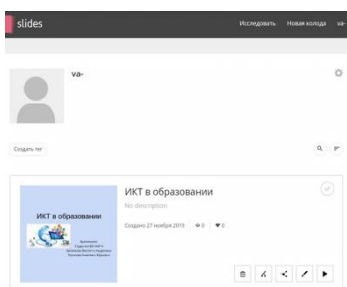 slides
Исследовать Новая колода va-
va-
Создать тег
ИКТ в образовании
No description
Создано 27 ноября 2013 0 0
ИКТ в образовании